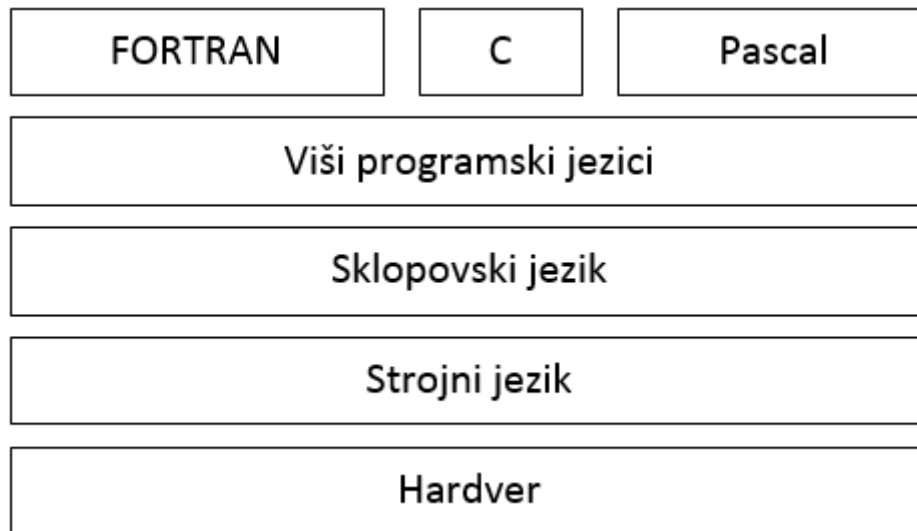 FORTRAN C Pascal
Viši programski jezici
Sklopovski jezik
Strojni jezik
Hardver